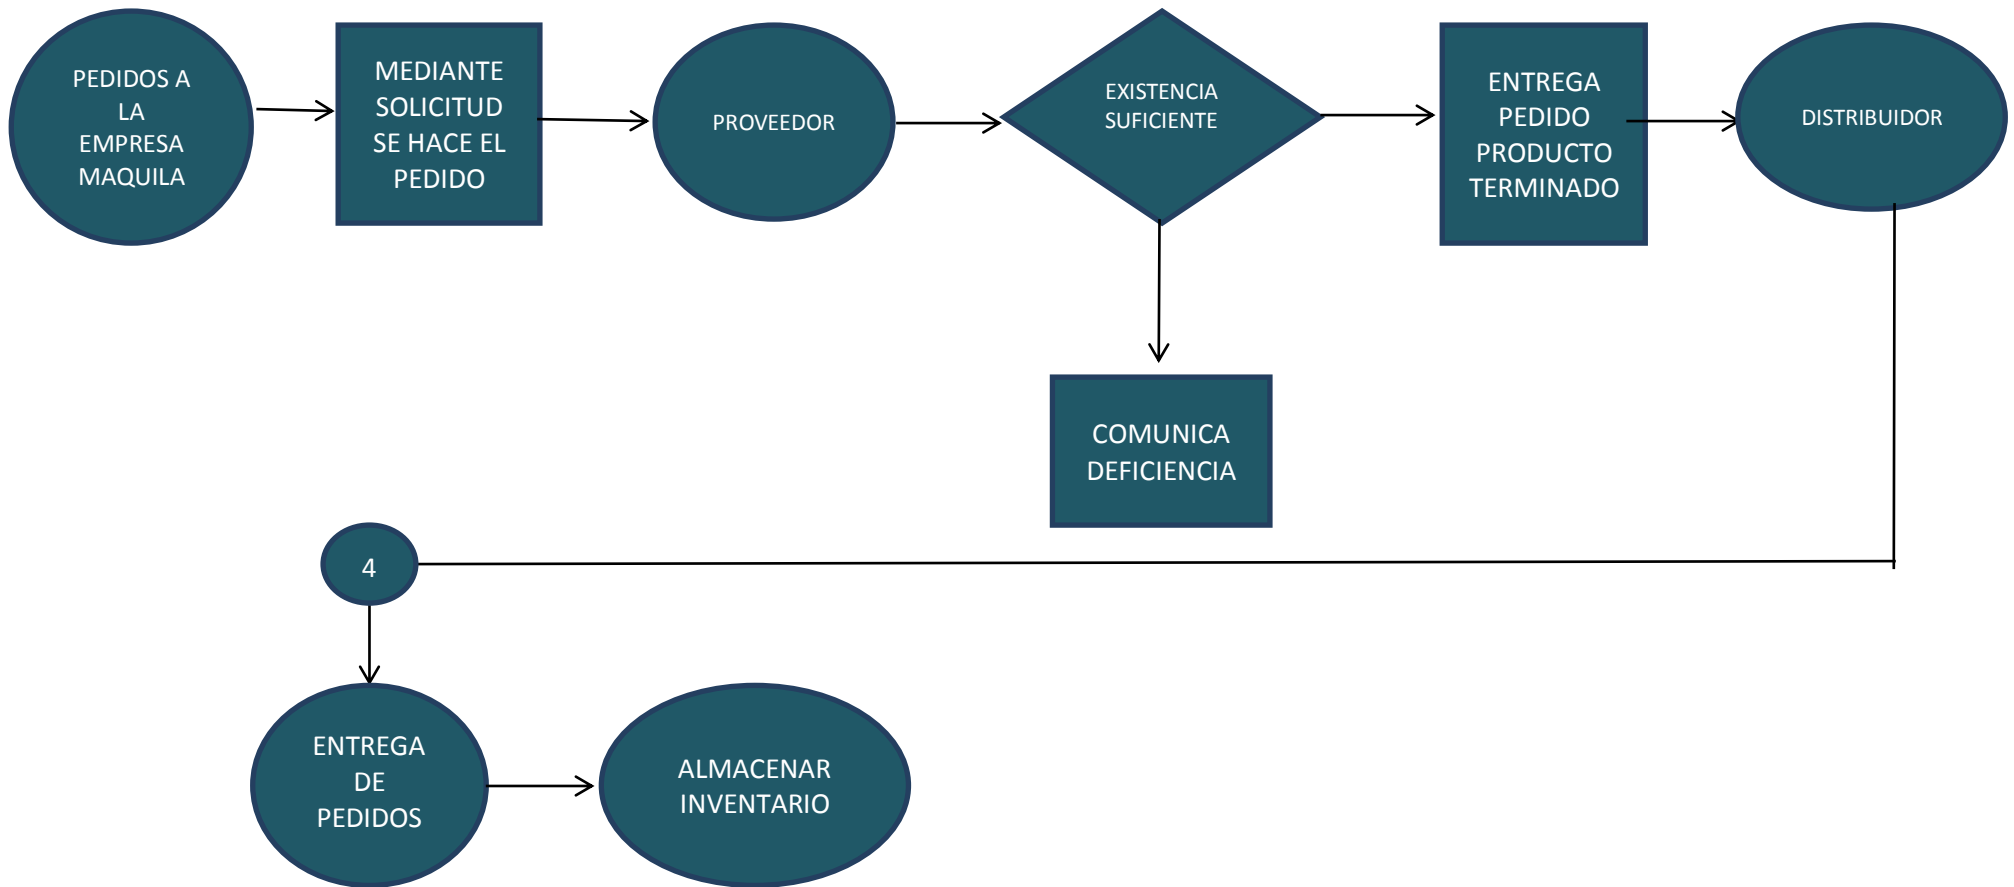 PEDIDOS A
LA
EMPRESA
MAQUILA
MEDIANTE
SOLICITUD
SE HACE EL
PEDIDO
PROVEEDOR
EXISTENCIA
SUFICIENTE
ENTREGA
PEDIDO
PRODUCTO
TERMINADO
DISTRIBUIDOR
COMUNICA
DEFICIENCIA
4
ENTREGA
DE
PEDIDOS
ALMACENAR
INVENTARIO